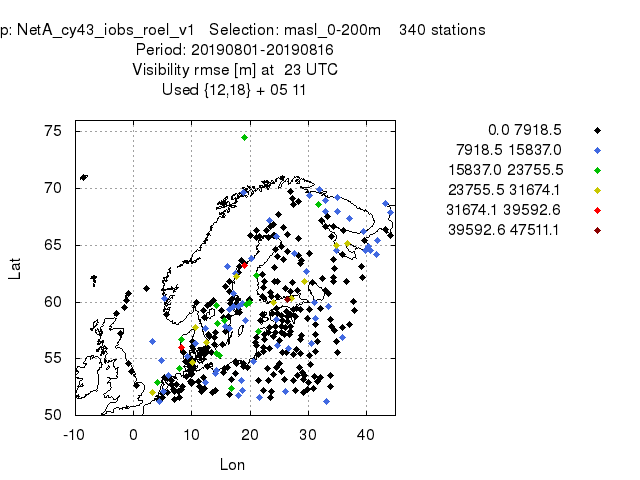 p: NetA_cy43_iobs_roel_v1 Selection: masl_0-200m 340 stations
Period: 20190801-20190816
Visibility rmse [m] at 23 UTC
Used {12,18} + 05 11
75
70
65
60
55
50
Lat
-10 0 10 20 30 40
Lon
0.0 7918.5
7918.5 15837.0
15837.0 23755.5
23755.5 31674.1
31674.1 39592.6
39592.6 47511.1